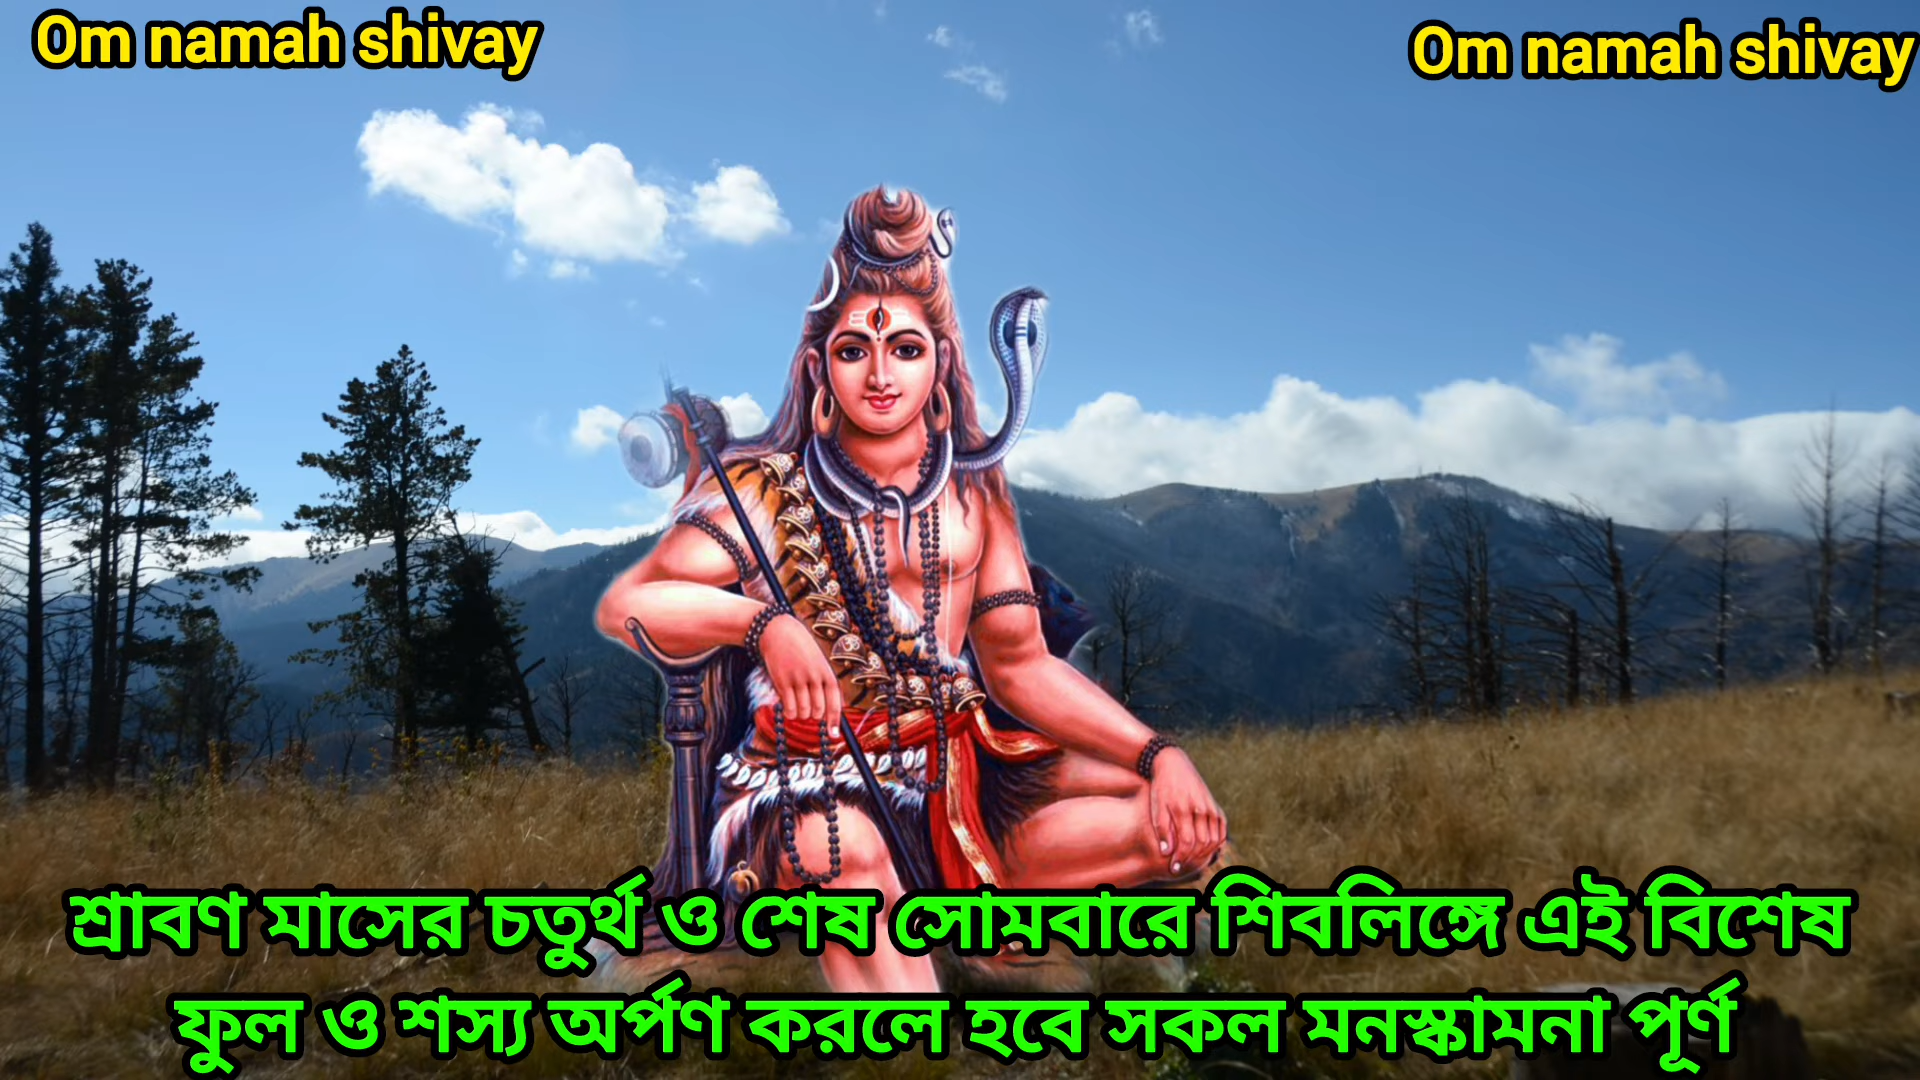 Om namah shivay
Om namah shivay
শ্রাবণ মাসের চতুর্থ ও শেষ সোমবারে শিবলিঙ্গে এই বিশেষ
ফুল ও শস্য অর্পণ করলে হবে সকল মনস্কামনা পূর্ণ